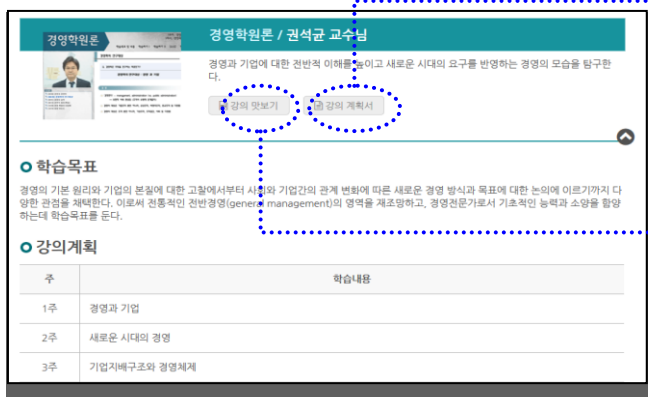 경영학원론
경영학원론 / 권석균 교수님
경영과 기업에 대한 전반적 이해를 높이고 새로운 시대의 요구를 반영하는 경영의 모습을 탐구한
다.
강의 맛보기
강의 계획서
학습목표
경영의 기본 원리와 기업의 본질에 대한 고찰에서부터 사회와 기업간의 관계 변화에 따른 새로운 경영 방식과 목표에 대한 논의에 이르기까지 다
양한 관점을 채택한다. 이로써 전통적인 전반경영(general management)의 영역을 재조망하고, 경영전문가로서 기초적인 능력과 소양을 함양
하는데 학습목표를 둔다.
강의계획
주 학습내용
1주 경영과 기업
2주 새로운 시대의 경영
3주 기업지배구조와 경영체제